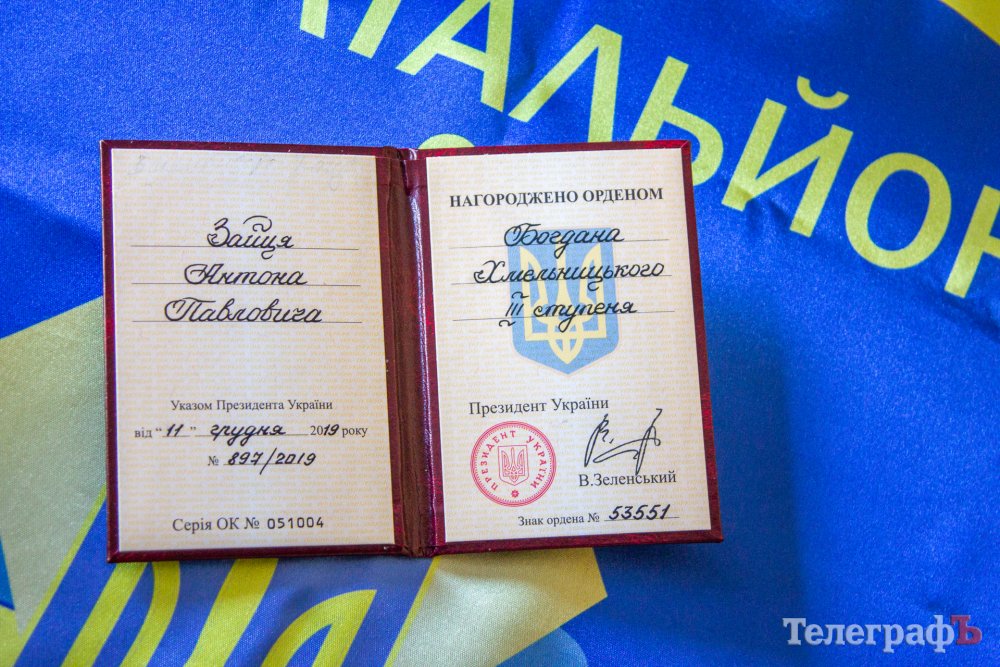 АТАЛЬЙОН
Зайця
Антона
Павловича
Указом Президента України
від “ 11 ” грудня 2019 року
№ 897/2019
Серія ОК № 051004
НАГОРОДЖЕНО ОРДЕНОМ
Богдана
Хмельницького
III ступеня
Президент України
ПРЕЗИДЕНТ УКРАЇНИ
В.Зеленський
Знак ордена № 53551
ТелеграфЪ